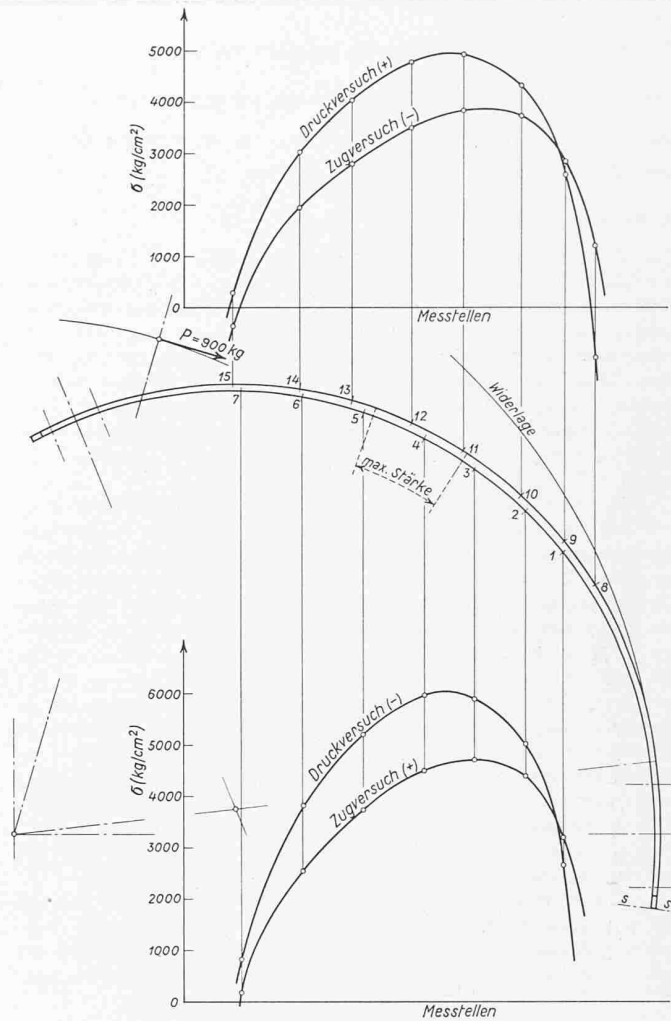 σ (kg/cm²)
5000
4000
3000
2000
1000
0
Druckversuch (+)
Zugversuch (-)
Messtellen
P = 900 kg
Widerlage
15
14
13
12
11
10
9
8
7
6
5
4
3
2
1
max. Stärke
σ (kg/cm²)
6000
5000
4000
3000
2000
1000
0
Druckversuch (-)
Zugversuch (+)
Messtellen
s
s